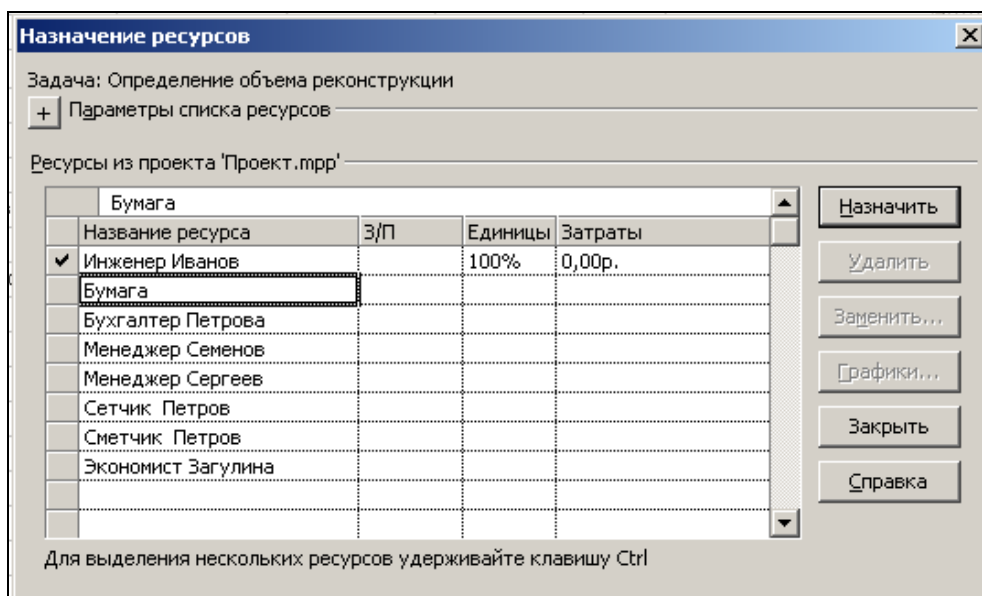 Назначение ресурсов
Задача: Определение объема реконструкции
+ Параметры списка ресурсов
Ресурсы из проекта 'Проект.mpp'
Бумага
Назначить
Название ресурса З/П Единицы Затраты
Инженер Иванов 100% 0,00р.
Удалить
Бумага
Бухгалтер Петрова
Заменить...
Менеджер Семенов
Менеджер Сергеев
Графики...
Сетчик Петров
Сметчик Петров
Закрыть
Экономист Загулина
Справка
Для выделения нескольких ресурсов удерживайте клавишу Ctrl